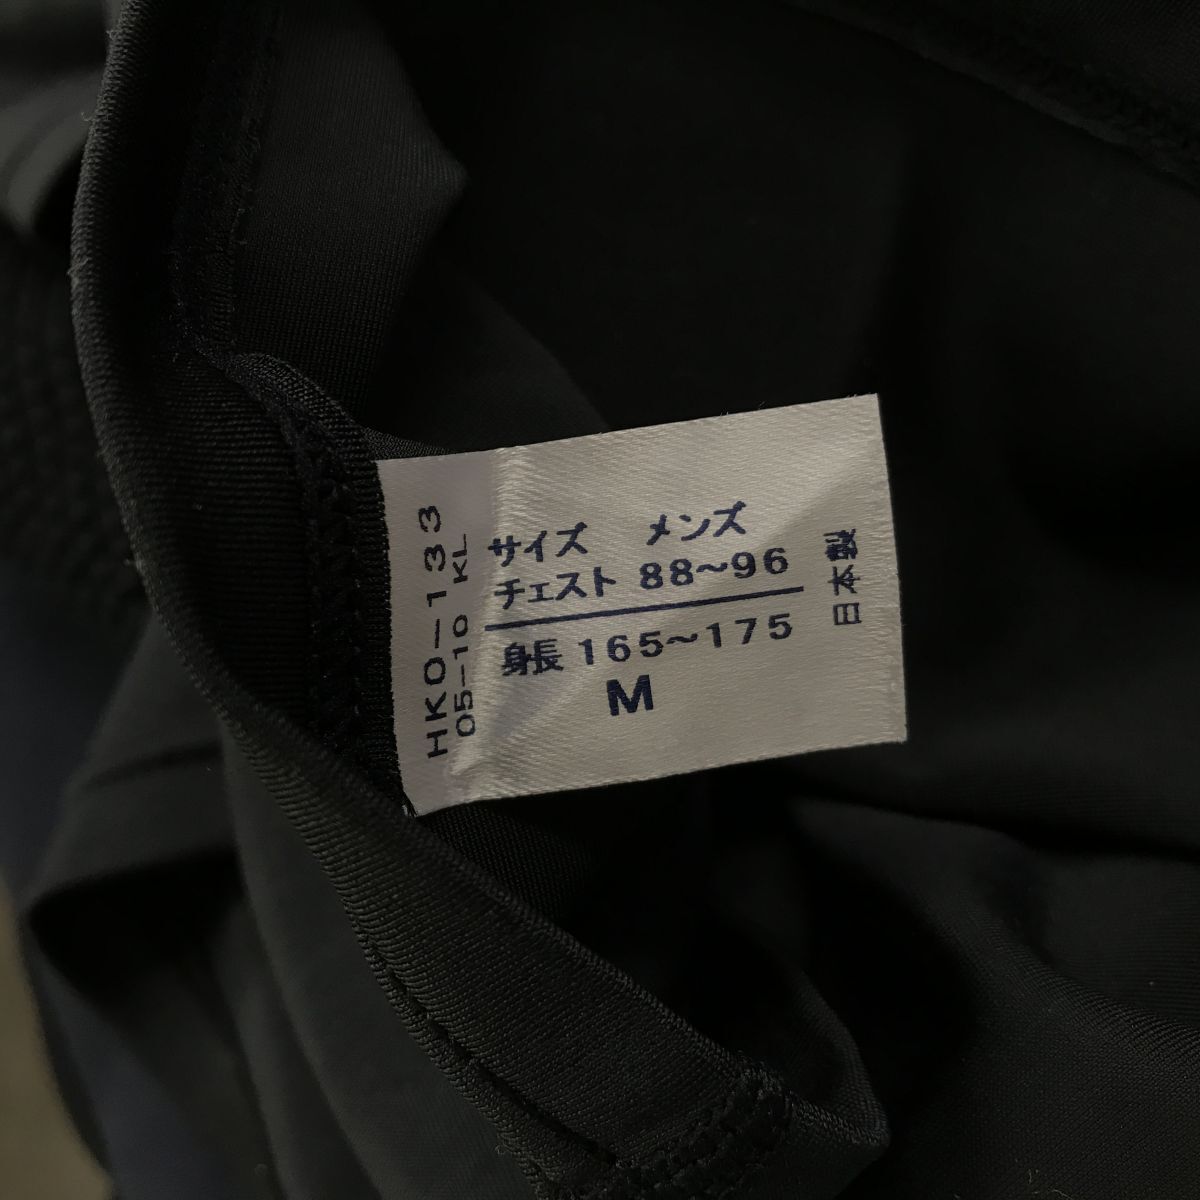 HKO-133
05-10 KL
サイズ メンズ
チェスト 88～96
身長 165～175
M
日本製